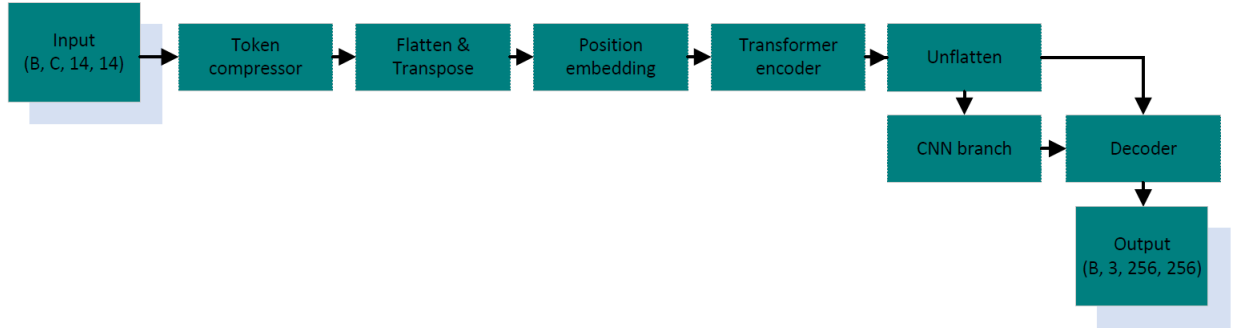 Input
(B, C, 14, 14)
Token
compressor
Flatten &
Transpose
Position
embedding
Transformer
encoder
Unflatten
CNN branch
Decoder
Output
(B, 3, 256, 256)